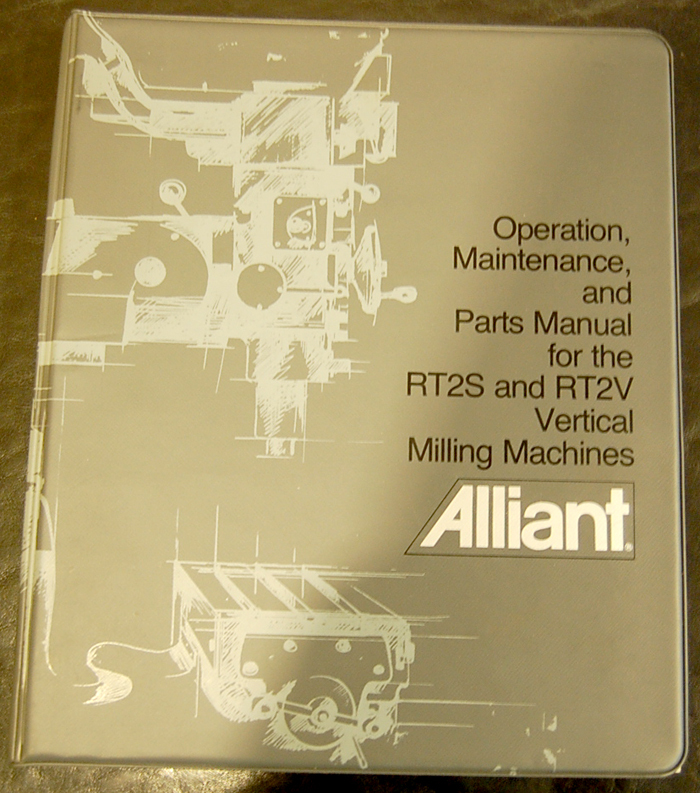 Operation,
Maintenance,
and
Parts Manual
for the
RT2S and RT2V
Vertical
Milling Machines
Alliant®